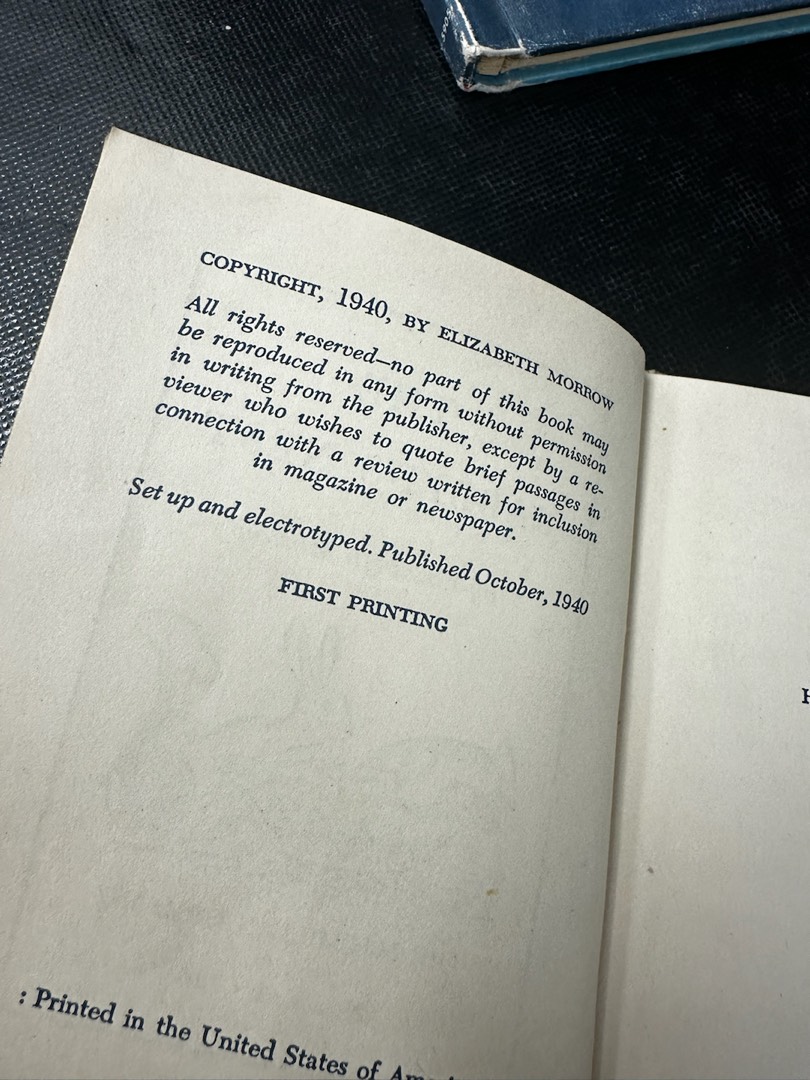 COPYRIGHT, 1940, BY ELIZABETH MORROW
All rights reserved—no part of this book may
be reproduced in any form without permission
in writing from the publisher, except by a re-
viewer who wishes to quote brief passages in
connection with a review written for inclusion
in magazine or newspaper.
Set up and electrotyped. Published October, 1940
FIRST PRINTING
: Printed in the United States of